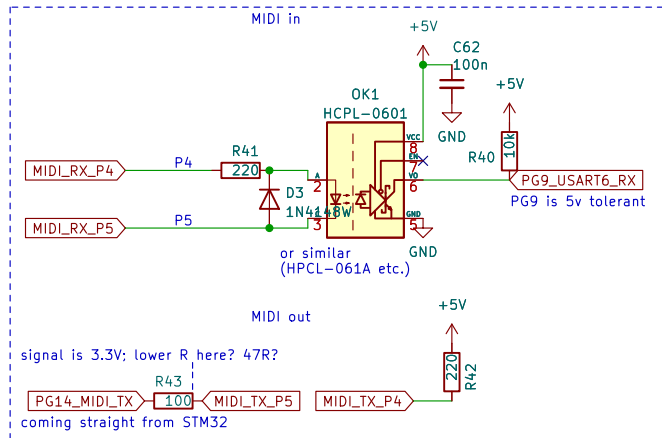 MIDI in
+5V
C62
100n
+5V
OK1
HCPL-0601
GND
VCC
8
EN
7
R41
P4
MIDI_RX_P4
220
A
2
R40
10k
VO
6
PG9_USART6_RX
PG9 is 5v tolerant
D3
1N4148W
P5
MIDI_RX_P5
3
GND
5
GND
or similar
(HPCL-061A etc.)
MIDI out
+5V
signal is 3.3V; lower R here? 47R?
R43
220
R42
PG14_MIDI_TX
100
MIDI_TX_P5
MIDI_TX_P4
coming straight from STM32